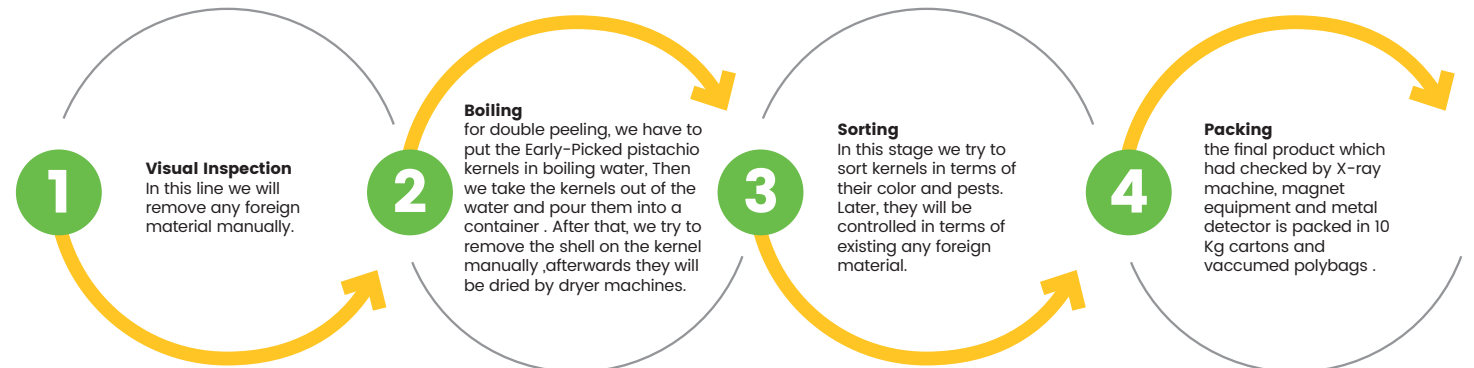 1
Visual Inspection
In this line we will
remove any foreign
material manually.
2
Boiling
for double peeling, we have to
put the Early-Picked pistachio
kernels in boiling water, Then
we take the kernels out of the
water and pour them into a
container . After that, we try to
remove the shell on the kernel
manually ,afterwards they will
be dried by dryer machines.
3
Sorting
In this stage we try to
sort kernels in terms of
their color and pests.
Later, they will be
controlled in terms of
existing any foreign
material.
4
Packing
the final product which
had checked by X-ray
machine, magnet
equipment and metal
detector is packed in 10
Kg cartons and
vaccumed polybags .